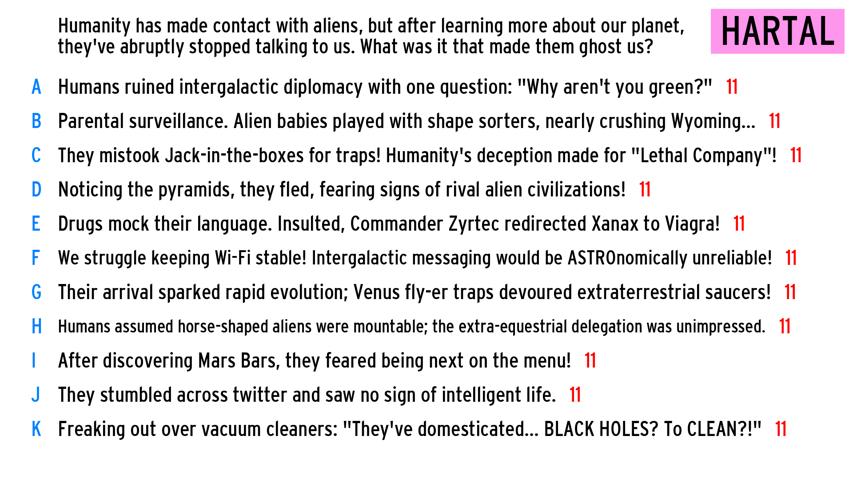 Humanity has made contact with aliens, but after learning more about our planet,
they've abruptly stopped talking to us. What was it that made them ghost us?
HARTAL
A Humans ruined intergalactic diplomacy with one question: "Why aren't you green?" 11
B Parental surveillance. Alien babies played with shape sorters, nearly crushing Wyoming... 11
C They mistook Jack-in-the-boxes for traps! Humanity's deception made for "Lethal Company"! 11
D Noticing the pyramids, they fled, fearing signs of rival alien civilizations! 11
E Drugs mock their language. Insulted, Commander Zyrtec redirected Xanax to Viagra! 11
F We struggle keeping Wi-Fi stable! Intergalactic messaging would be ASTROnomically unreliable! 11
G Their arrival sparked rapid evolution; Venus fly-er traps devoured extraterrestrial saucers! 11
H Humans assumed horse-shaped aliens were mountable; the extra-equestrial delegation was unimpressed. 11
I After discovering Mars Bars, they feared being next on the menu! 11
J They stumbled across twitter and saw no sign of intelligent life. 11
K Freaking out over vacuum cleaners: "They've domesticated... BLACK HOLES? To CLEAN?!" 11